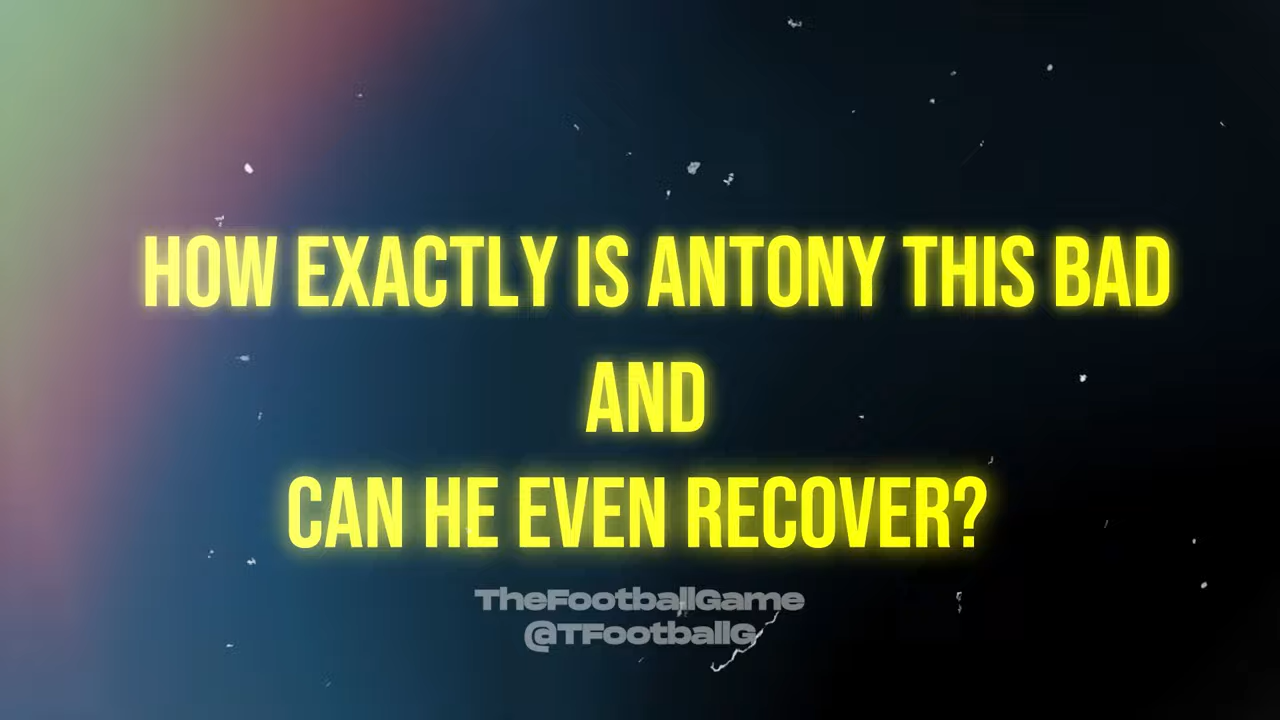 HOW EXACTLY IS ANTONY THIS BAD
AND
CAN HE EVEN RECOVER?
TheFootballGame
@TFootballG